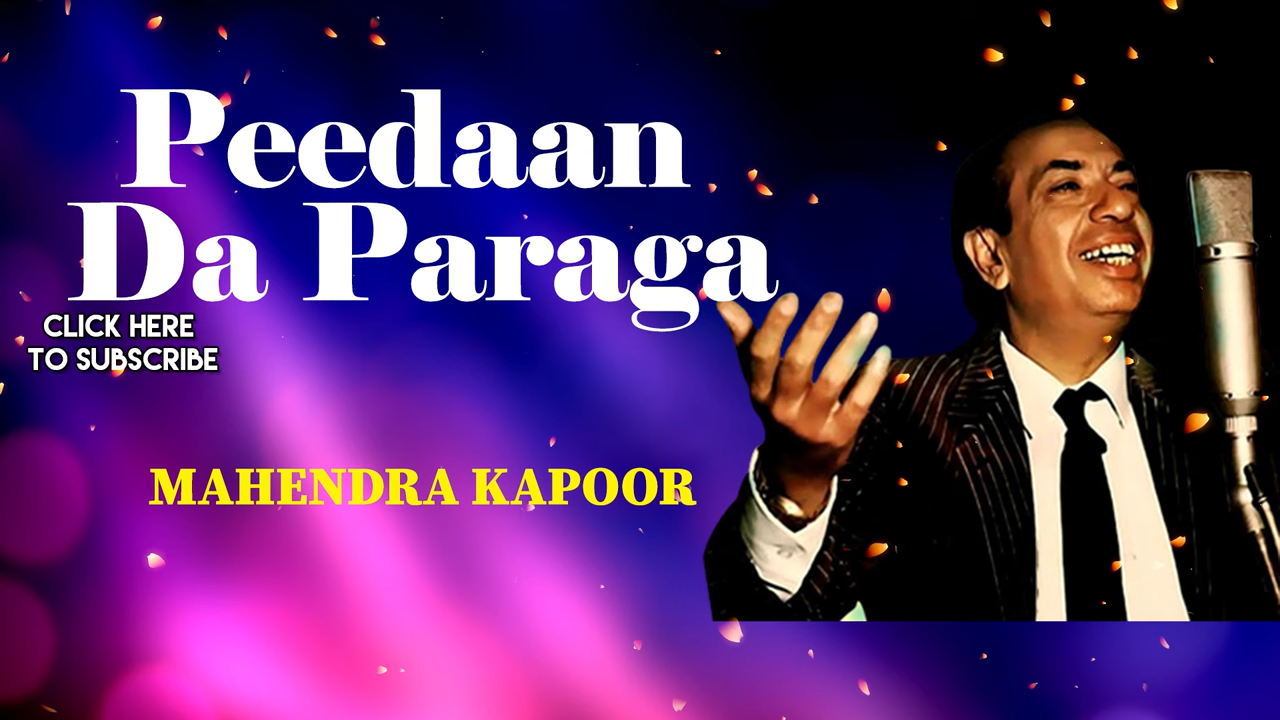 Peedaan
Da Paraga
CLICK HERE
TO SUBSCRIBE
MAHENDRA KAPOOR